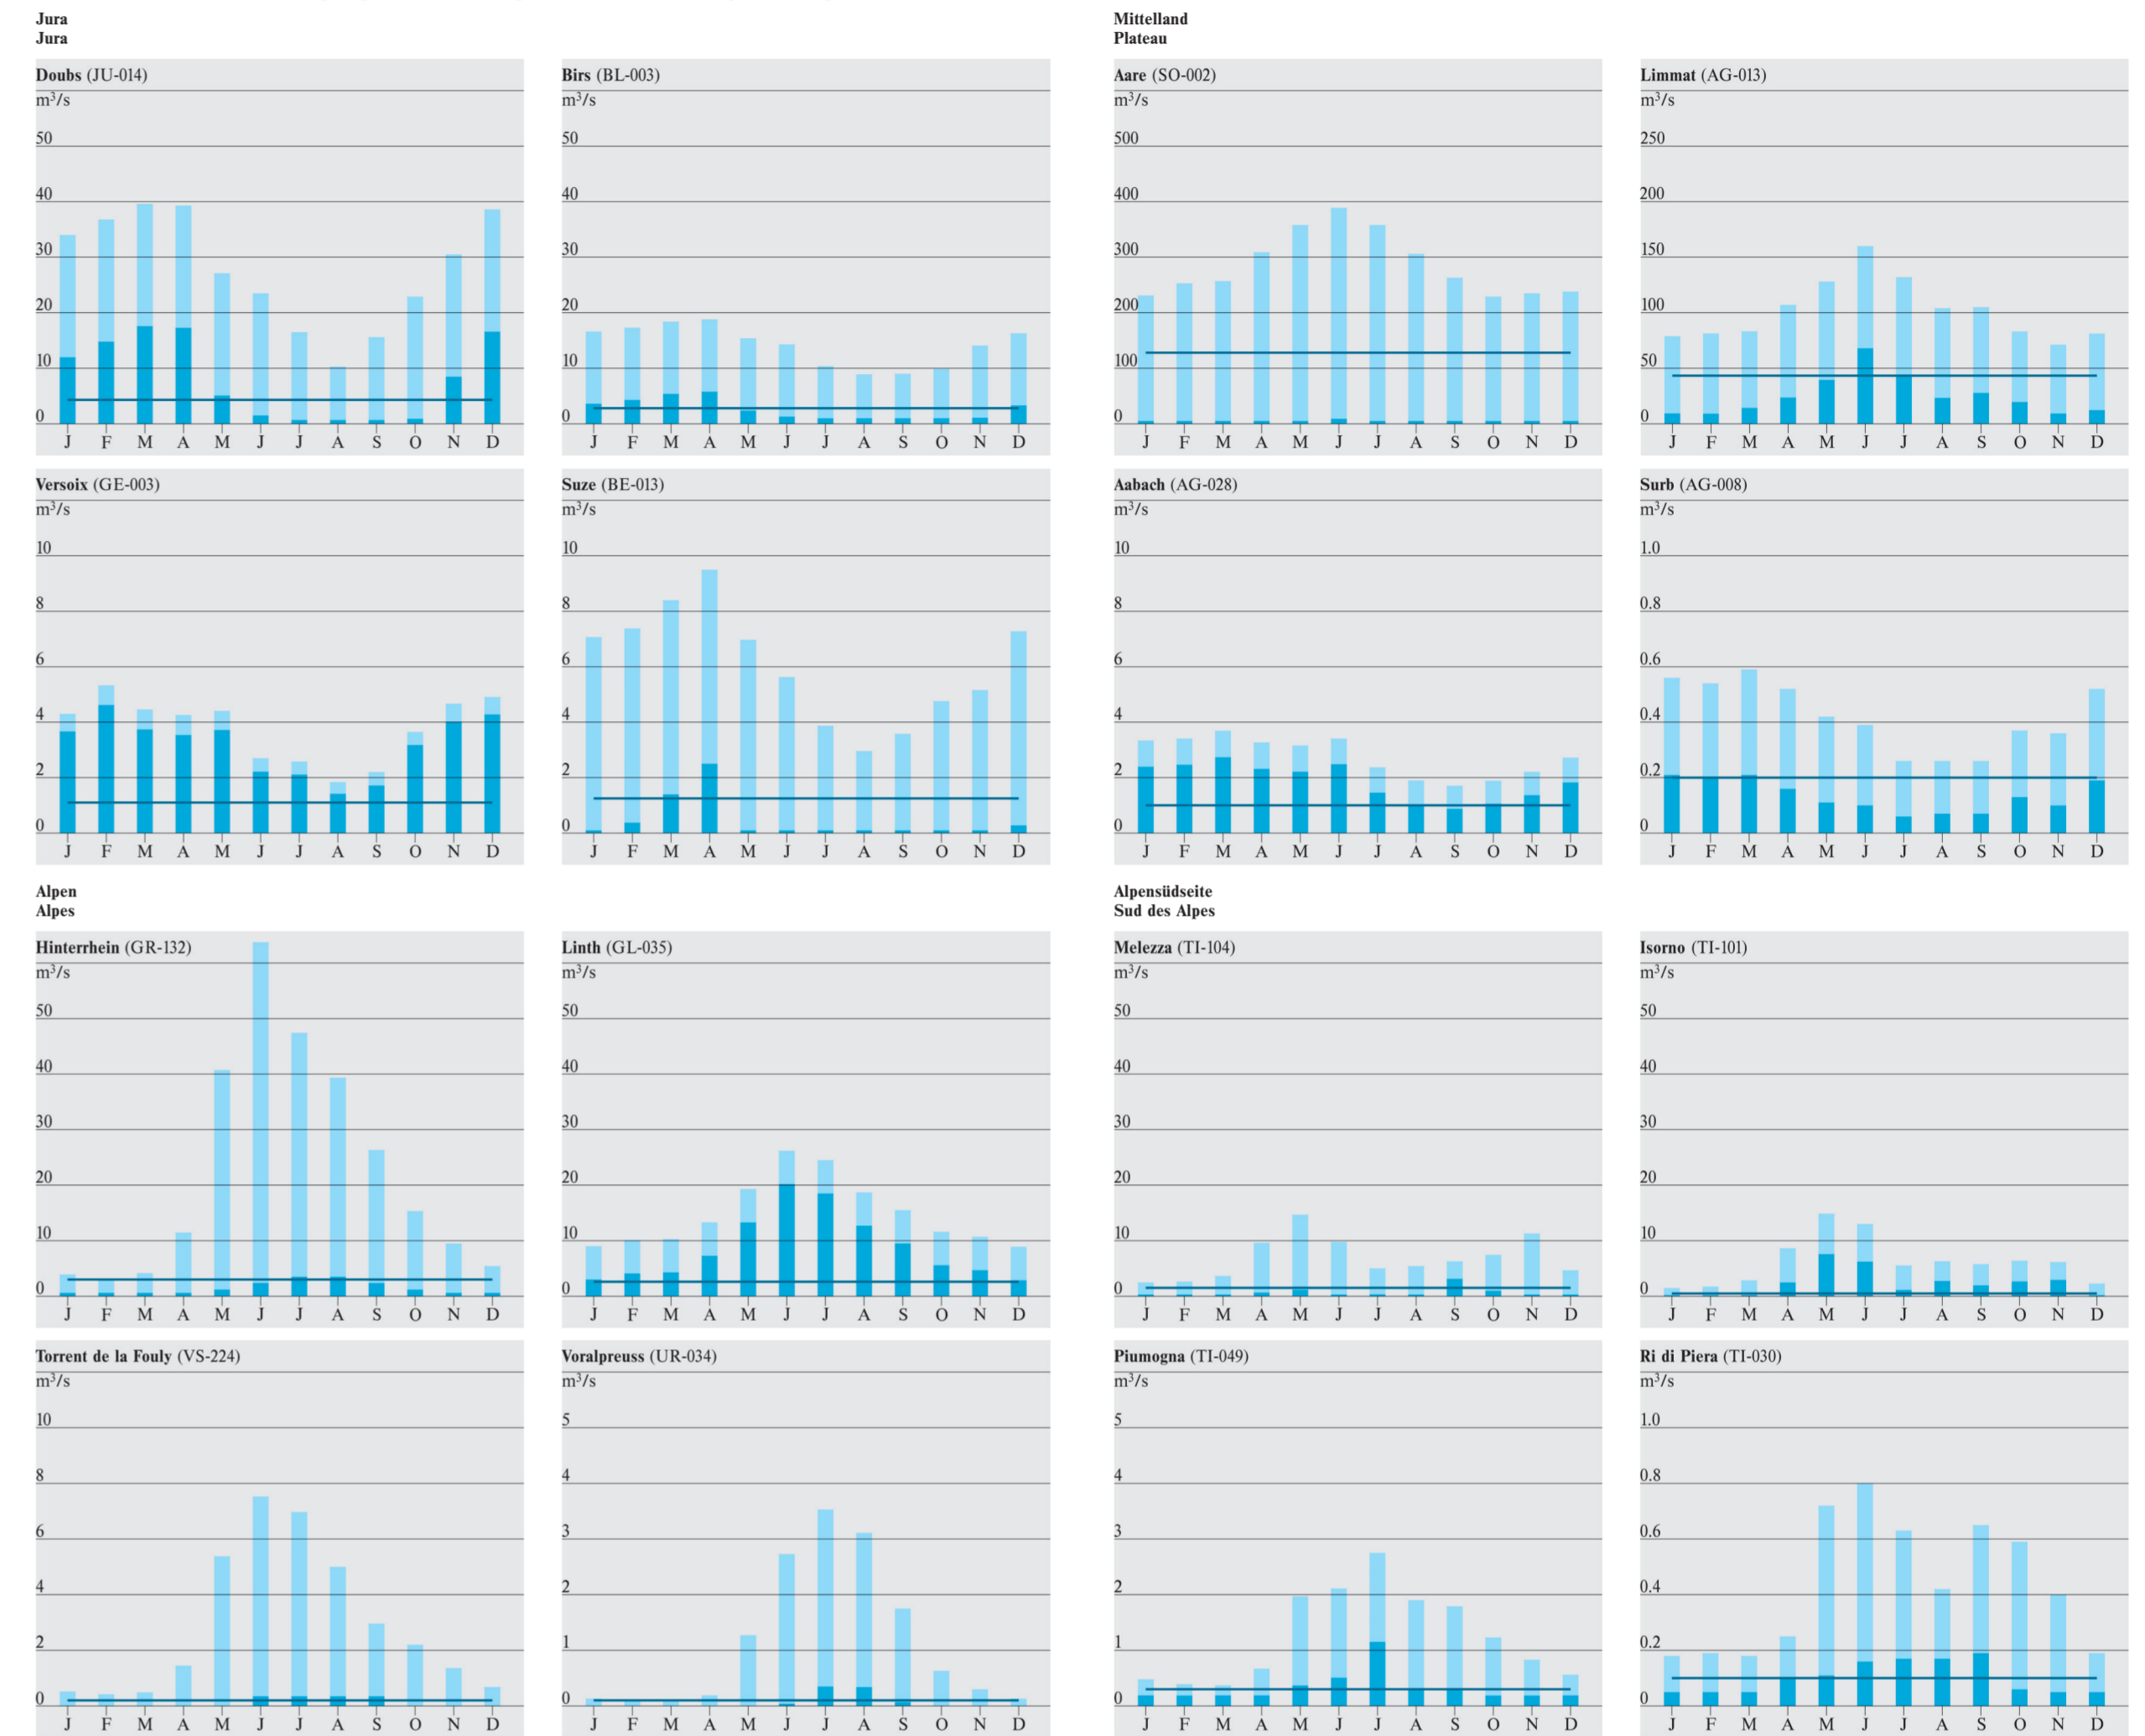 Jura
Jura
Doubs (JU-014)
m³/s
50
40
30
20
10
0
J F M A M J J A S O N D
Birs (BL-003)
m³/s
50
40
30
20
10
0
J F M A M J J A S O N D
Versoix (GE-003)
m³/s
10
8
6
4
2
0
J F M A M J J A S O N D
Suze (BE-013)
m³/s
10
8
6
4
2
0
J F M A M J J A S O N D
Mittelland
Plateau
Aare (SO-002)
m³/s
500
400
300
200
100
0
J F M A M J J A S O N D
Limmat (AG-013)
m³/s
250
200
150
100
50
0
J F M A M J J A S O N D
Aabach (AG-028)
m³/s
10
8
6
4
2
0
J F M A M J J A S O N D
Surb (AG-008)
m³/s
1.0
0.8
0.6
0.4
0.2
0
J F M A M J J A S O N D
Alpen
Alpes
Hinterrhein (GR-132)
m³/s
50
40
30
20
10
0
J F M A M J J A S O N D
Linth (GL-035)
m³/s
50
40
30
20
10
0
J F M A M J J A S O N D
Torrent de la Fouly (VS-224)
m³/s
10
8
6
4
2
0
J F M A M J J A S O N D
Voralpreuss (UR-034)
m³/s
5
4
3
2
1
0
J F M A M J J A S O N D
Alpensüdseite
Sud des Alpes
Melezza (TI-104)
m³/s
50
40
30
20
10
0
J F M A M J J A S O N D
Isorno (TI-101)
m³/s
50
40
30
20
10
0
J F M A M J J A S O N D
Piumogna (TI-049)
m³/s
5
4
3
2
1
0
J F M A M J J A S O N D
Ri di Piera (TI-030)
m³/s
1.0
0.8
0.6
0.4
0.2
0
J F M A M J J A S O N D